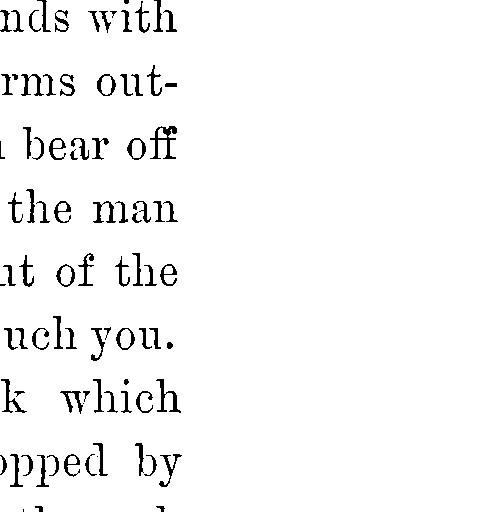 nds with
rms out-
bear off
the man
ut of the
uch you.
k which
opped by